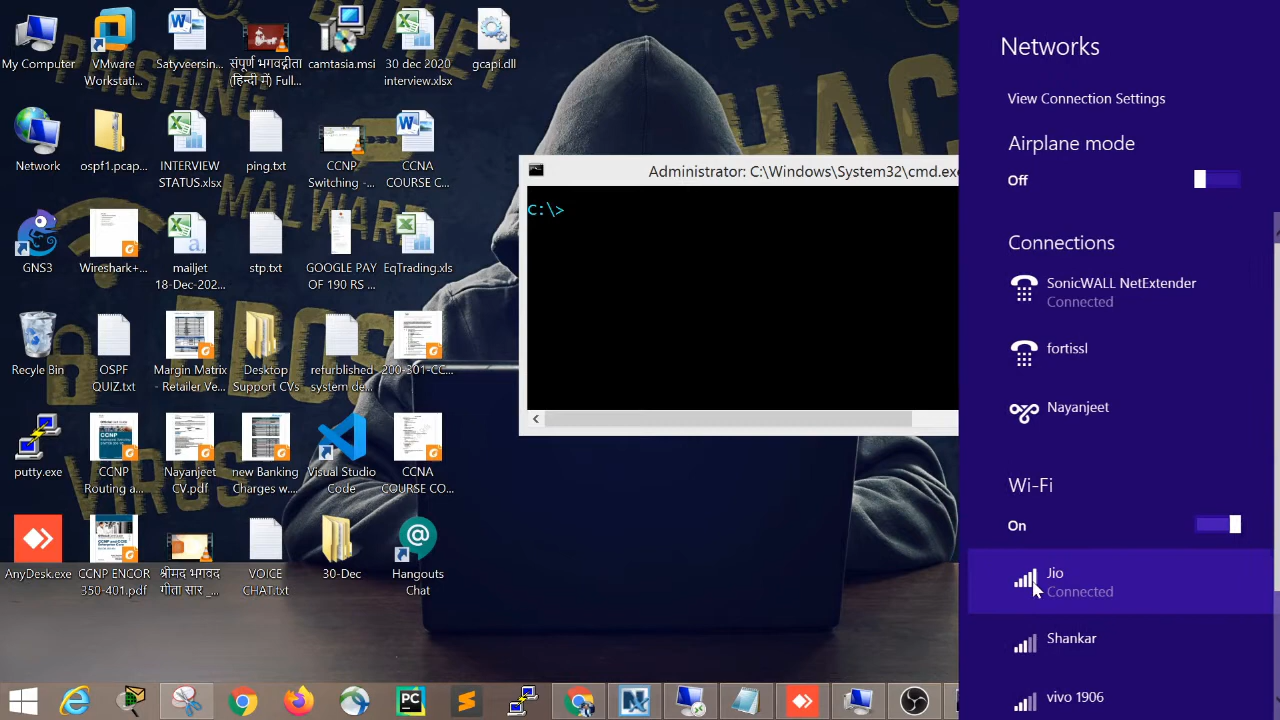 My Computer
VMware
Workstati...
Satyveersin...
संपूर्ण भगवद्गीता
(हिन्दी में) Full...
camtasia.msi
30 dec 2020
interview.xlsx
gcapi.dll
Network
ospf1.pcap...
INTERVIEW
STATUS.xlsx
ping.txt
CCNP
Switching -...
CCNA
COURSE C...
GNS3
Wireshark+...
mailjet
18-Dec-202...
stp.txt
GOOGLE PAY
OF 190 RS ...
EqTrading.xls
Recyle Bin
OSPF
QUIZ.txt
Margin Matrix
- Retailer Ve...
Desktop
Support CVs
refurblished
system de...
200-301-CC...
putty.exe
CCNP
Routing a...
Nayanjeet
CV.pdf
new Banking
Charges w...
Visual Studio
Code
CCNA
COURSE CO...
AnyDesk.exe
CCNP ENCOR
350-401.pdf
श्रीमद भगवद
गीता सार _...
VOICE
CHAT.txt
30-Dec
Hangouts
Chat
Administrator: C:\Windows\System32\cmd.exe
C:\>
Networks
View Connection Settings
Airplane mode
Off
Connections
SonicWALL NetExtender
Connected
fortissl
Nayanjeet
Wi-Fi
On
Jio
Connected
Shankar
vivo 1906
PC
MALWARE
VIRUS